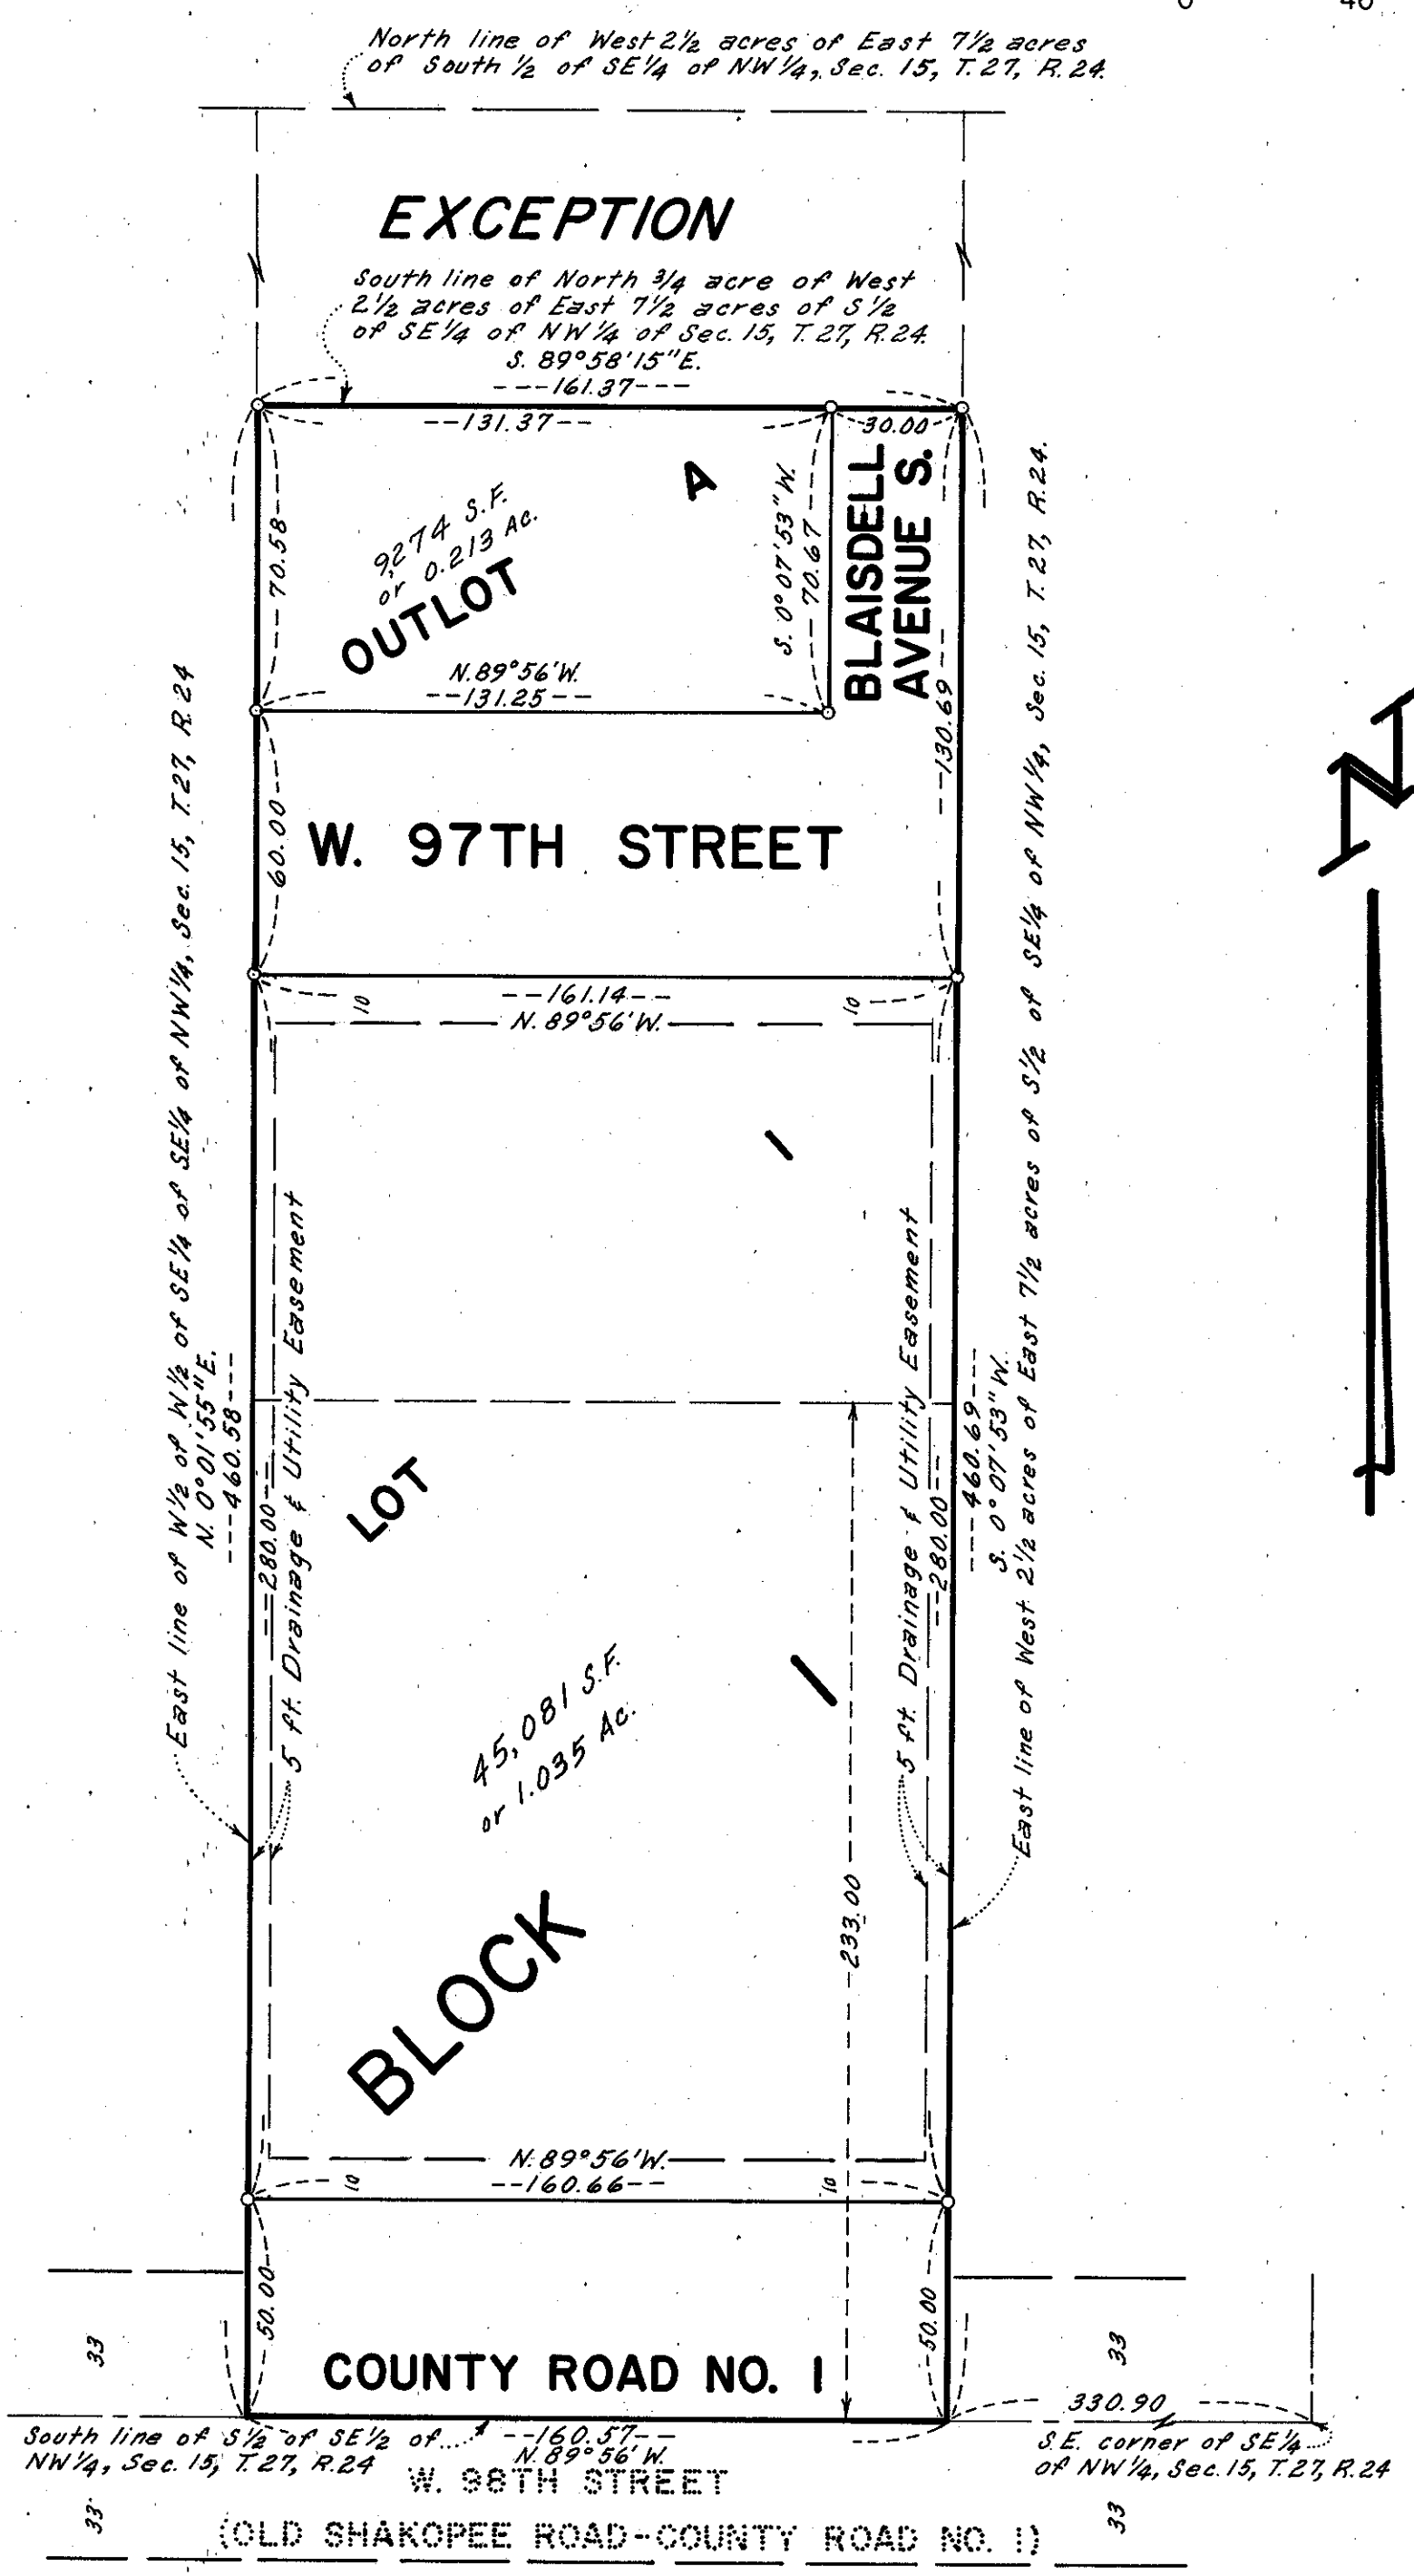 North line of West 2½ acres of East 7½ acres
of South ½ of SE¼ of NW¼, Sec. 15, T. 27, R. 24.
EXCEPTION
South line of North ¾ acre of West
2½ acres of East 7½ acres of S½
of SE¼ of NW¼ of Sec. 15, T. 27, R. 24.
S. 89°58'15"E.
---161.37---
--131.37--
30.00
A
BLAISDELL
AVENUE S.
S. 0°07'53"W.
--70.67--
--70.58--
9,274 S.F.
or 0.213 Ac.
OUTLOT
N. 89°56'W.
--131.25--
--130.69--
60.00
W. 97TH STREET
10
--161.14--
N. 89°56'W.
10
East line of W½ of W½ of SE¼ of SE¼ of NW¼, Sec. 15, T. 27, R. 24
N. 0°01'55"E.
---460.58---
---280.00---
5 ft. Drainage & Utility Easement
1
LOT
45,081 S.F.
or 1.035 Ac.
1
BLOCK
233.00
5 ft. Drainage & Utility Easement
---280.00---
---460.69---
S. 0°07'53"W.
East line of West 2½ acres of East 7½ acres of S½ of SE¼ of NW¼, Sec. 15, T. 27, R. 24.
N
N. 89°56'W.
10
--160.66--
10
50.00
50.00
COUNTY ROAD NO. 1
33
33
330.90
South line of S½ of SE½ of
NW¼, Sec. 15, T. 27, R. 24
--160.57--
N. 89°56'W.
S.E. corner of SE¼
of NW¼, Sec. 15, T. 27, R. 24
W. 98TH STREET
33
33
(OLD SHAKOPEE ROAD-COUNTY ROAD NO. 1)